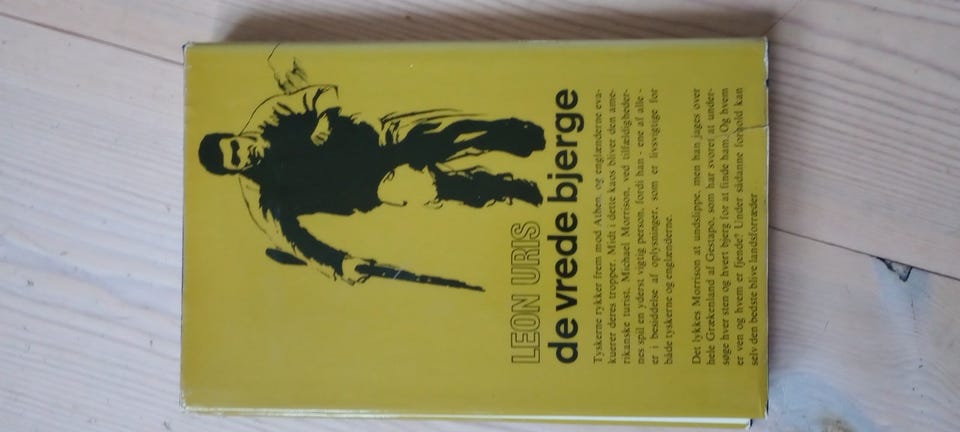 LEON URIS
de vrede bjerge
Tyskerne rykker frem mod Athen, og englænderne eva-
kuerer deres tropper. Midt i dette kaos bliver den ame-
rikanske turist, Michael Morrison, ved tilfældigheder-
nes spil en yderst vigtig person, fordi han - ene af alle -
er i besiddelse af oplysninger, som er livsvigtige for
både tyskerne og englænderne.
Det lykkes Morrison at undslippe, men han jages over
hele Grækenland af Gestapo, som har svoret at under-
søge hver sten og hvert bjerg for at finde ham. Og hvem
er ven og hvem er fjende? Under sådanne forhold kan
selv den bedste blive landsforræder